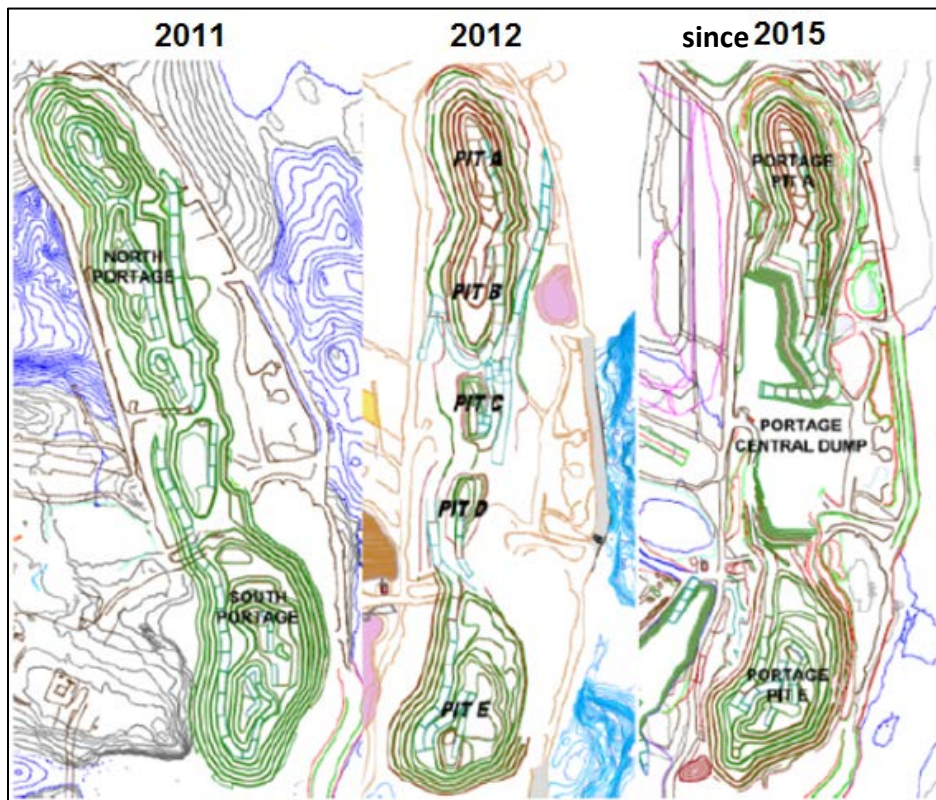 2011
2012
since 2015
NORTH
PORTAGE
SOUTH
PORTAGE
PIT A
PIT B
PIT C
PIT D
PIT E
PORTAGE
PIT A
PORTAGE
CENTRAL DUMP
PORTAGE
PIT E